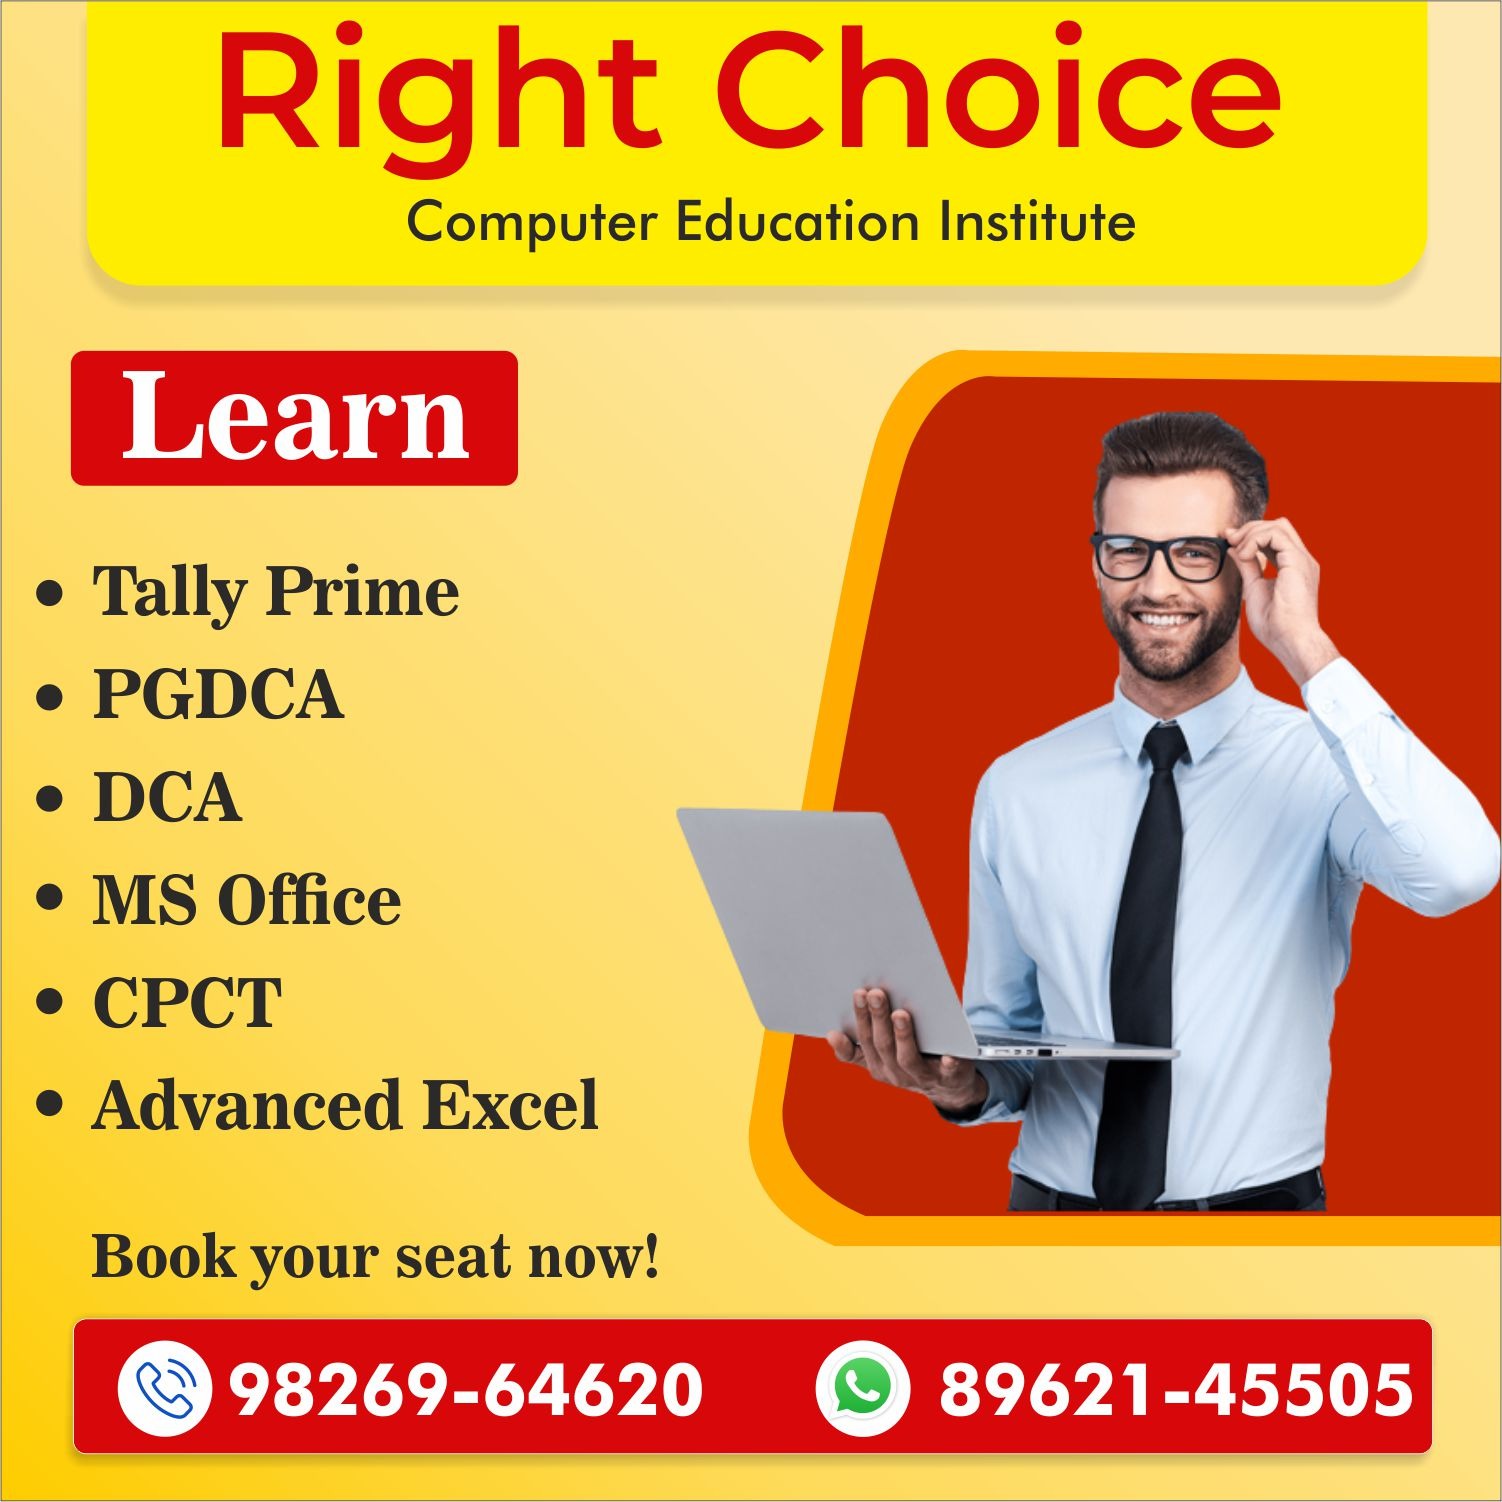 Right Choice
Computer Education Institute
Learn
• Tally Prime
• PGDCA
• DCA
• MS Office
• CPCT
• Advanced Excel
Book your seat now!
98269-64620 89621-45505